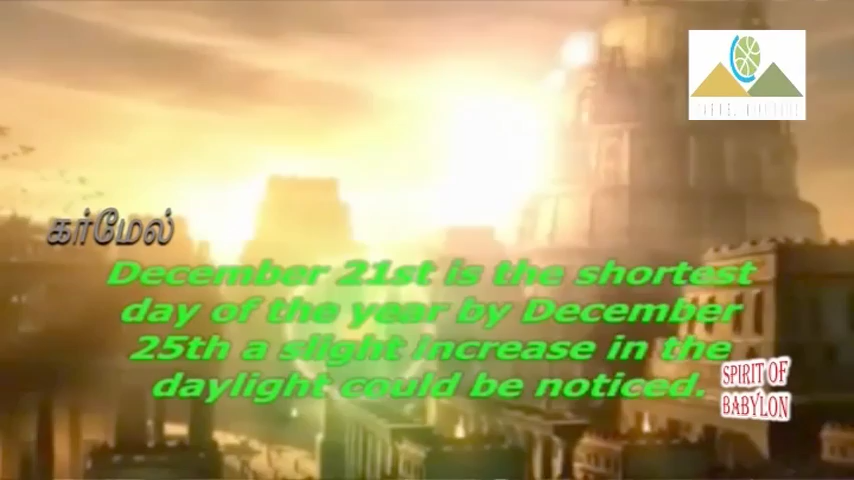 கர்மேல்
December 21st is the shortest
day of the year by December
25th a slight increase in the
daylight could be noticed.
SPIRIT OF
BABYLON